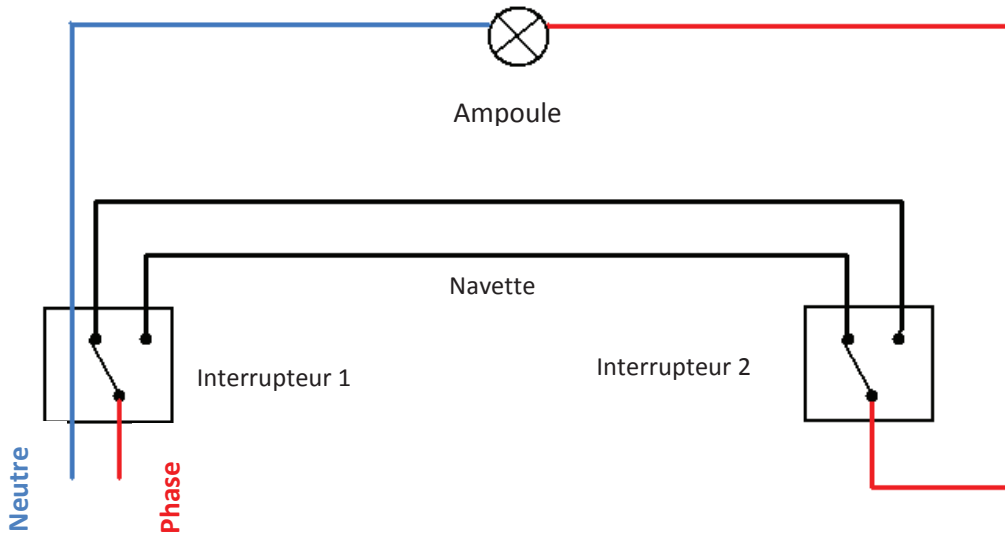 Ampoule
Navette
Interrupteur 1
Interrupteur 2
Neutre
Phase